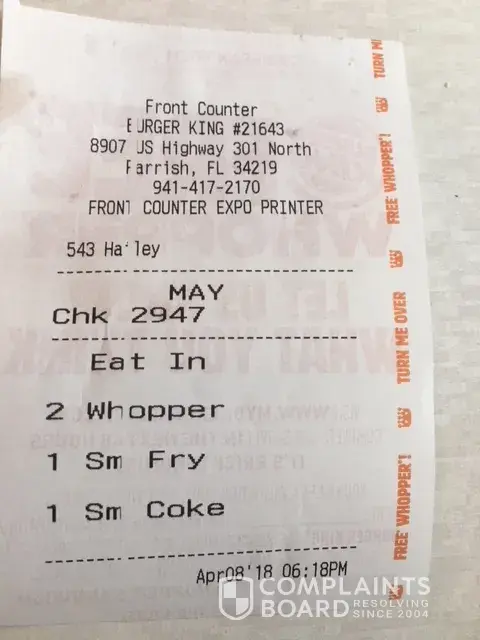 Front Counter
BURGER KING #21643
8907 US Highway 301 North
Parrish, FL 34219
941-417-2170
FRONT COUNTER EXPO PRINTER
543 Hailey
MAY
Chk 2947
Eat In
2 Whopper
1 Sm Fry
1 Sm Coke
Apr08'18 06:18PM
TURN ME
FREE WHOPPER!
TURN ME OVER
FREE WHOPPER!
COMPLAINTS
BOARD RESOLVING
SINCE 2004